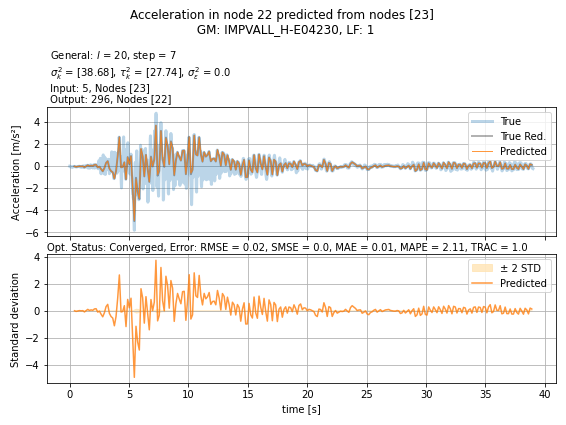 Acceleration in node 22 predicted from nodes [23]
GM: IMPVALL_H-E04230, LF: 1
General: l = 20, step = 7
σ²ₖ = [38.68], τ²ₖ = [27.74], σ²ε = 0.0
Input: 5, Nodes [23]
Output: 296, Nodes [22]
Acceleration [m/s²]
4
2
0
−2
−4
−6
True
True Red.
Predicted
Opt. Status: Converged, Error: RMSE = 0.02, SMSE = 0.0, MAE = 0.01, MAPE = 2.11, TRAC = 1.0
Standard deviation
4
2
0
−2
−4
± 2 STD
Predicted
0 5 10 15 20 25 30 35 40
time [s]